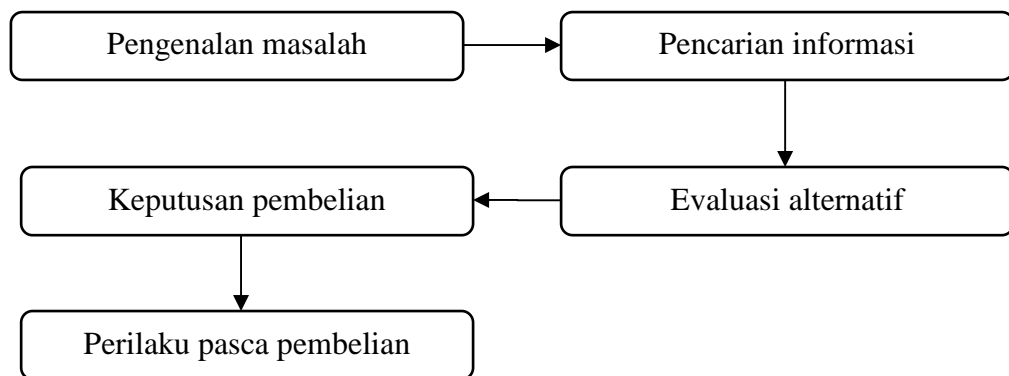 Pengenalan masalah
Pencarian informasi
Evaluasi alternatif
Keputusan pembelian
Perilaku pasca pembelian